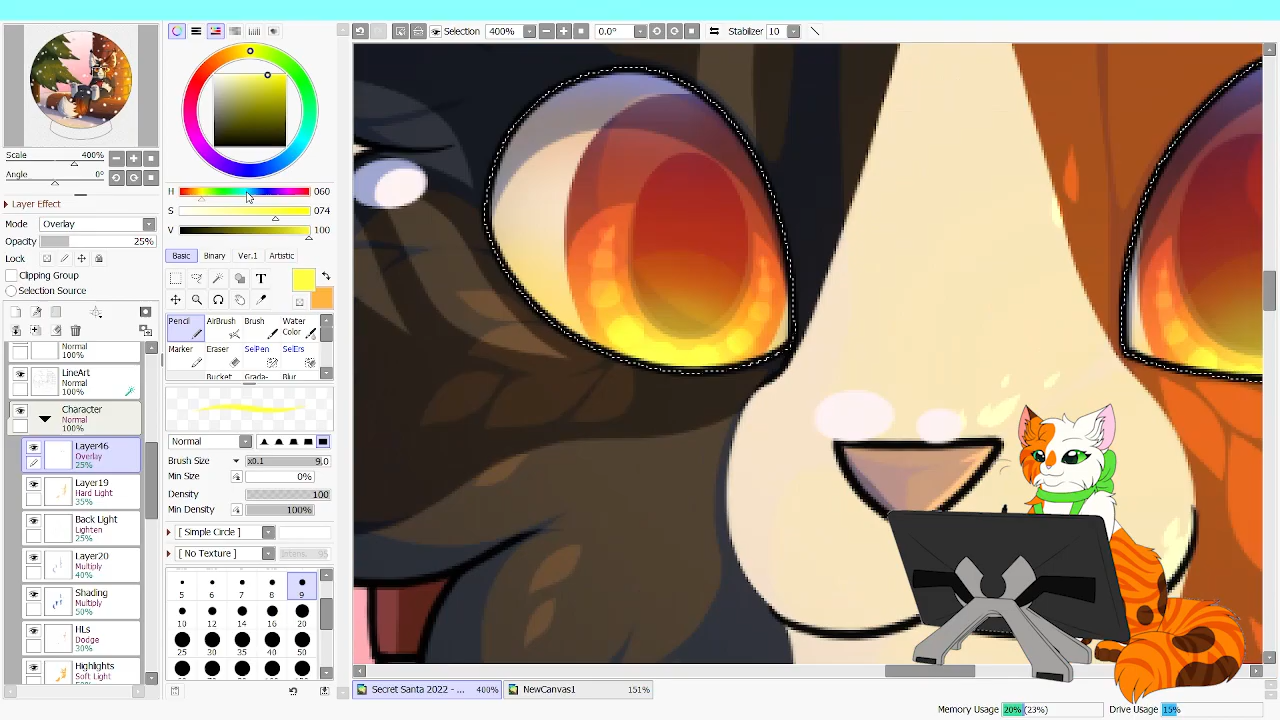 Selection 400% 0.0° Stabilizer 10
Scale 400%
Angle 0°
Layer Effect
Mode Overlay
Opacity 25%
Lock
Clipping Group
Selection Source
Normal
100%
LineArt
Normal
100%
Character
Normal
100%
Layer46
Overlay
25%
Layer19
Hard Light
35%
Back Light
Lighten
25%
Layer20
Multiply
40%
Shading
Multiply
50%
HLs
Dodge
100%
Highlights
Soft Light
H 060
S 074
V 100
Basic Binary Ver.1 Artistic
T
Pencil AirBrush Brush Water Color
Marker Eraser SelPen SelErs
Bucket Grada- Blur
Normal
Brush Size x0.1 9.0
Min Size 0%
Density 100
Min Density 100%
[ Simple Circle ]
[ No Texture ] Intens. 95
5 6 7 8 9
10 12 14 16 20
25 30 35 40 50
Secret Santa 2022 - ... 400% NewCanvas1 151%
Memory Usage 20% (23%) Drive Usage 15%